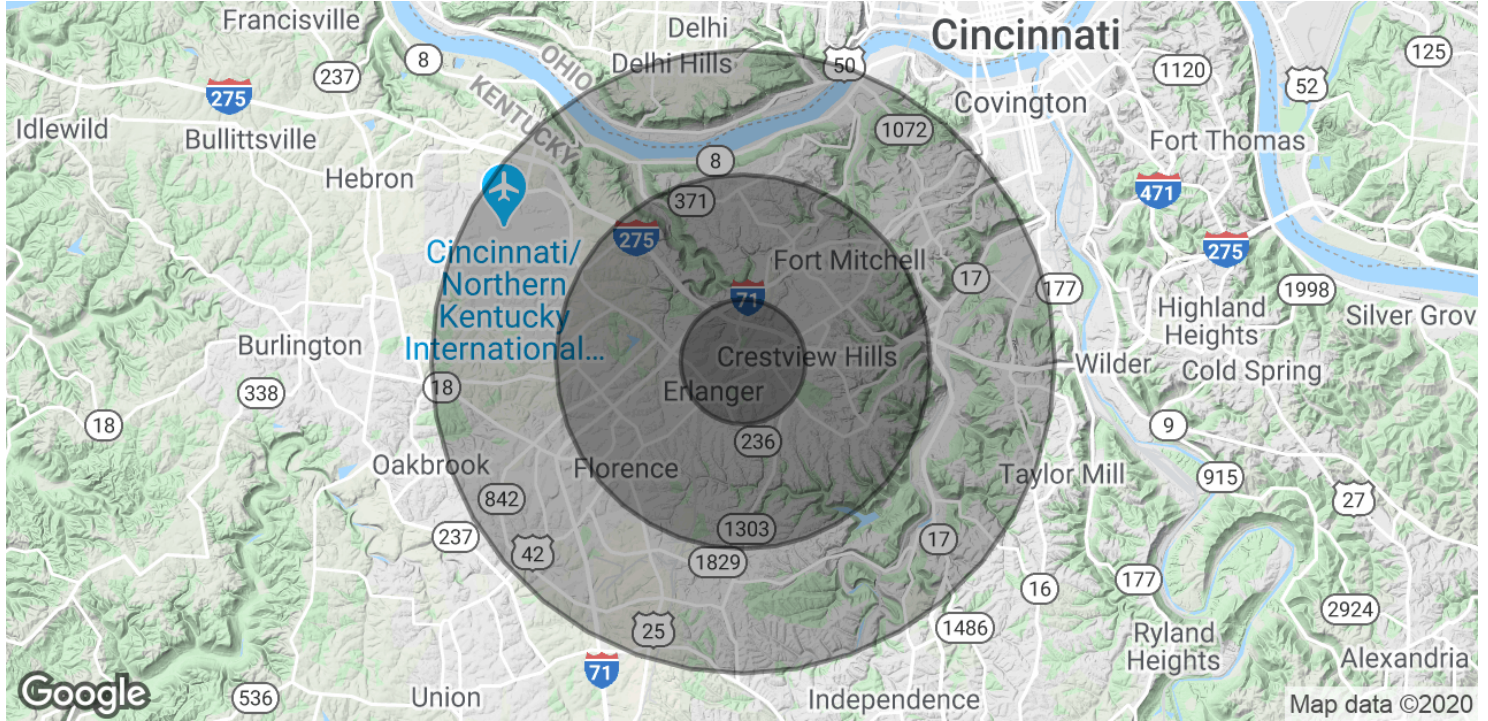 Francisville
Delhi
Cincinnati
8
OHIO
Delhi Hills
50
125
237
1120
52
275
KENTUCKY
Covington
Idlewild
Bullittsville
1072
Fort Thomas
8
Hebron
471
371
275
275
Cincinnati/
Northern
Kentucky
International...
Fort Mitchell
17
177
1998
71
Highland
Heights
Silver Grov
Burlington
Crestview Hills
Wilder
Cold Spring
18
338
Erlanger
18
9
236
Oakbrook
Florence
Taylor Mill
915
842
27
237
1303
17
42
1829
177
16
2924
25
1486
Ryland
Heights
71
Alexandria
Google
536
Union
Independence
Map data ©2020